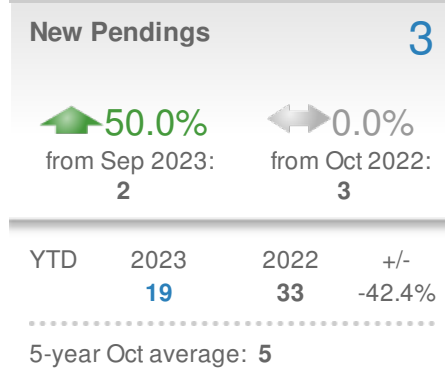 New Pendings 3
50.0% 0.0%
from Sep 2023: from Oct 2022:
2 3
YTD 2023 2022 +/-
19 33 -42.4%
5-year Oct average: 5